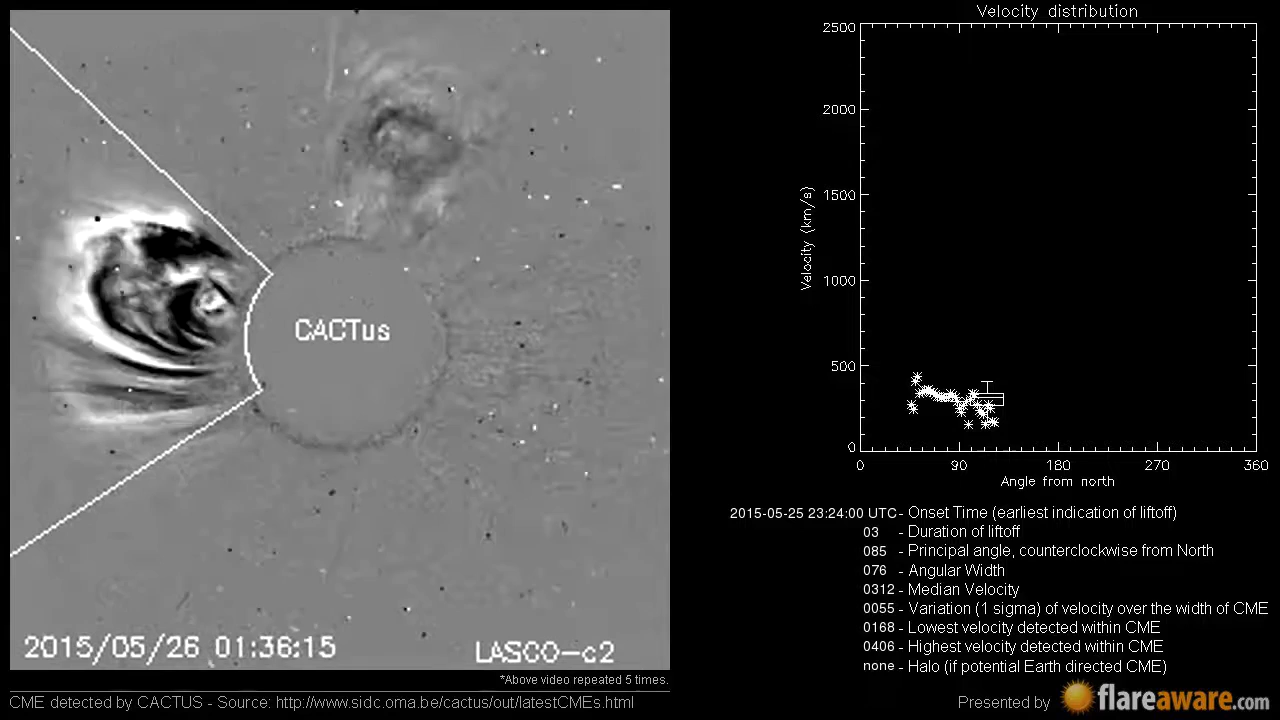 Velocity distribution
2500
2000
1500
1000
500
0
Velocity (km/s)
0 90 180 270 360
Angle from north
CACTus
2015/05/26 01:36:15
LASCO-c2
*Above video repeated 5 times.
CME detected by CACTUS - Source: http://www.sidc.oma.be/cactus/out/latestCMEs.html
2015-05-25 23:24:00 UTC - Onset Time (earliest indication of liftoff)
03 - Duration of liftoff
085 - Principal angle, counterclockwise from North
076 - Angular Width
0312 - Median Velocity
0055 - Variation (1 sigma) of velocity over the width of CME
0168 - Lowest velocity detected within CME
0406 - Highest velocity detected within CME
none - Halo (if potential Earth directed CME)
Presented by flareaware.com